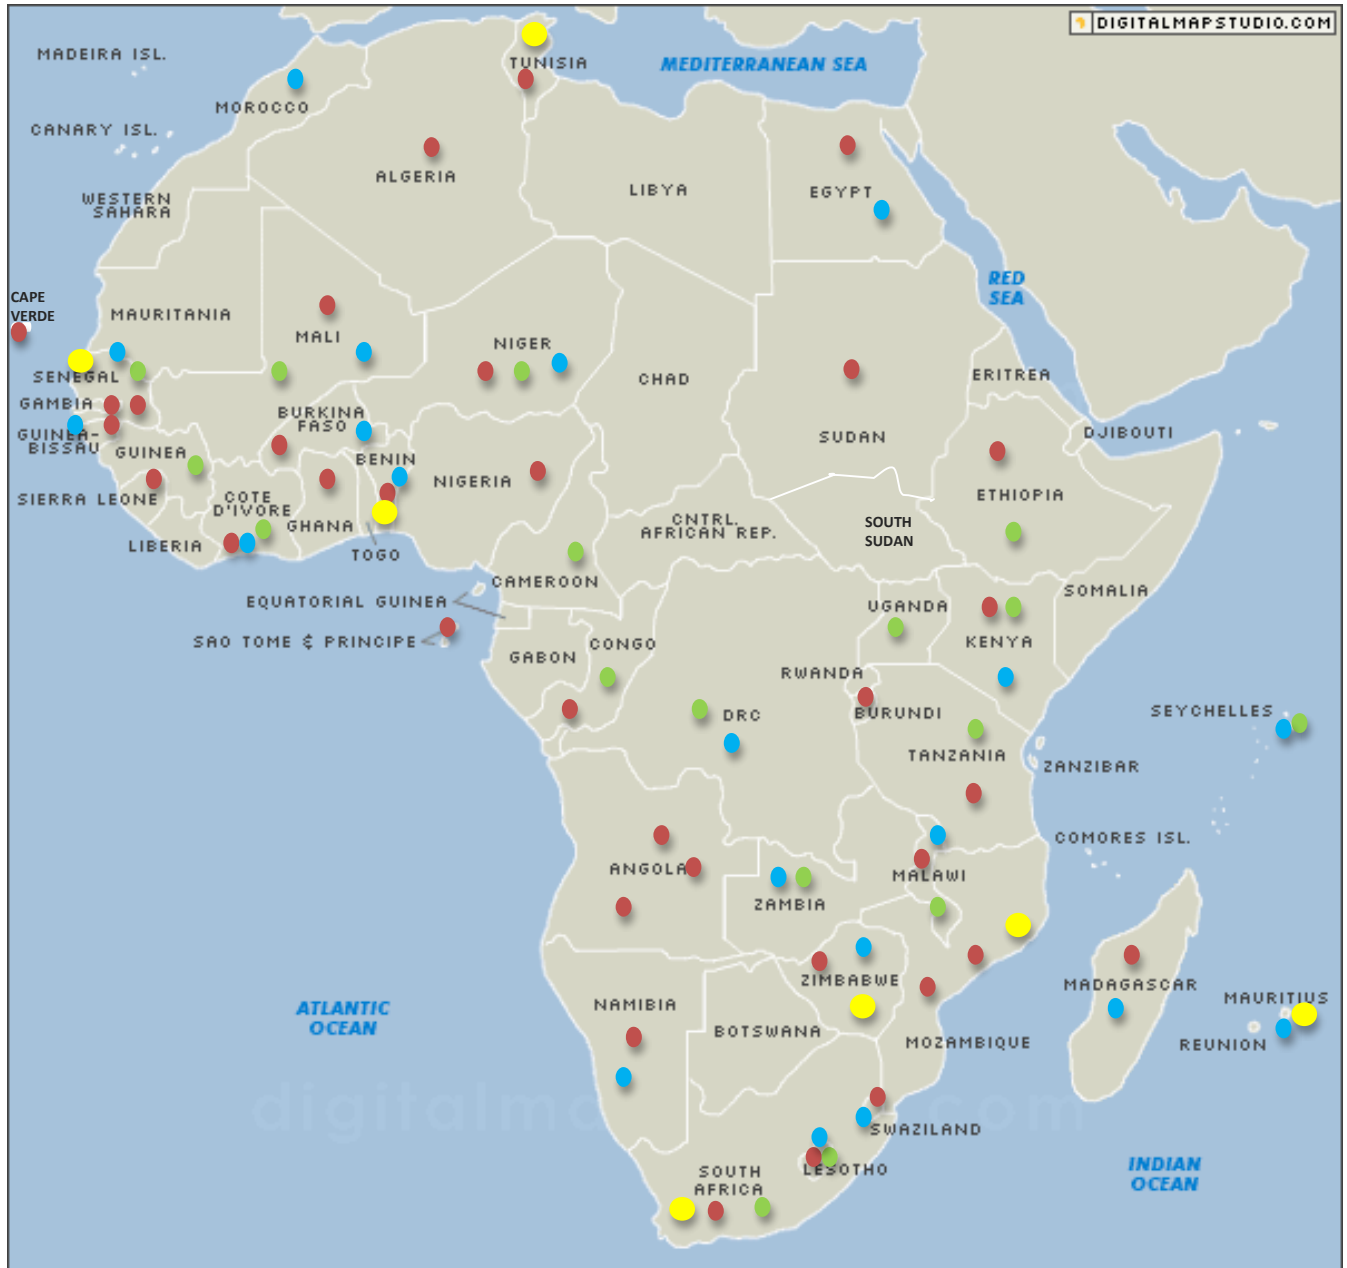 DIGITALMAPSTUDIO.COM
MADEIRA ISL.
TUNISIA
MEDITERRANEAN SEA
MOROCCO
CANARY ISL.
ALGERIA
LIBYA
EGYPT
WESTERN
SAHARA
RED
SEA
CAPE
VERDE
MAURITANIA
MALI
NIGER
CHAD
ERITREA
SENEGAL
GAMBIA
BURKINA
FASO
SUDAN
DJIBOUTI
GUINEA-
BISSAU
GUINEA
BENIN
NIGERIA
ETHIOPIA
SIERRA LEONE
COTE
D'IVORE
GHANA
CNTRL.
AFRICAN REP.
SOUTH
SUDAN
LIBERIA
TOGO
CAMEROON
SOMALIA
EQUATORIAL GUINEA
UGANDA
SAO TOME & PRINCIPE
GABON
CONGO
KENYA
RWANDA
BURUNDI
DRC
SEYCHELLES
TANZANIA
ZANZIBAR
COMORES ISL.
ANGOLA
MALAWI
ZAMBIA
ZIMBABWE
MADAGASCAR
MAURITIUS
ATLANTIC
OCEAN
NAMIBIA
BOTSWANA
MOZAMBIQUE
REUNION
digitalma
.com
SWAZILAND
LESOTHO
SOUTH
AFRICA
INDIAN
OCEAN